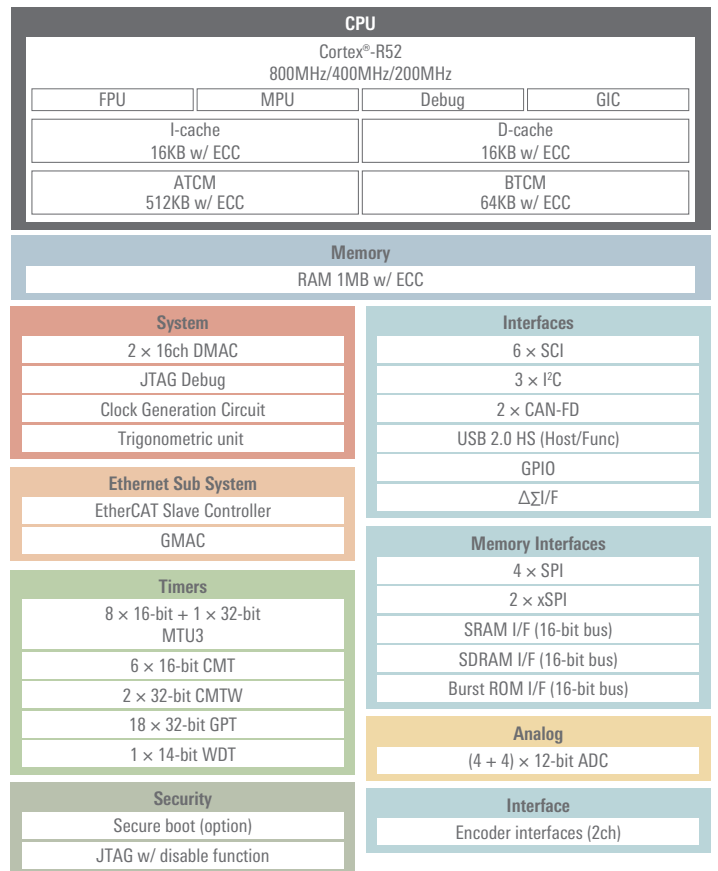 CPU
Cortex®-R52
800MHz/400MHz/200MHz
FPU
MPU
Debug
GIC
I-cache
16KB w/ ECC
D-cache
16KB w/ ECC
ATCM
512KB w/ ECC
BTCM
64KB w/ ECC
Memory
RAM 1MB w/ ECC
System
2 × 16ch DMAC
JTAG Debug
Clock Generation Circuit
Trigonometric unit
Ethernet Sub System
EtherCAT Slave Controller
GMAC
Timers
8 × 16-bit + 1 × 32-bit
MTU3
6 × 16-bit CMT
2 × 32-bit CMTW
18 × 32-bit GPT
1 × 14-bit WDT
Security
Secure boot (option)
JTAG w/ disable function
Interfaces
6 × SCI
3 × I²C
2 × CAN-FD
USB 2.0 HS (Host/Func)
GPIO
Δ∑I/F
Memory Interfaces
4 × SPI
2 × xSPI
SRAM I/F (16-bit bus)
SDRAM I/F (16-bit bus)
Burst ROM I/F (16-bit bus)
Analog
(4 + 4) × 12-bit ADC
Interface
Encoder interfaces (2ch)